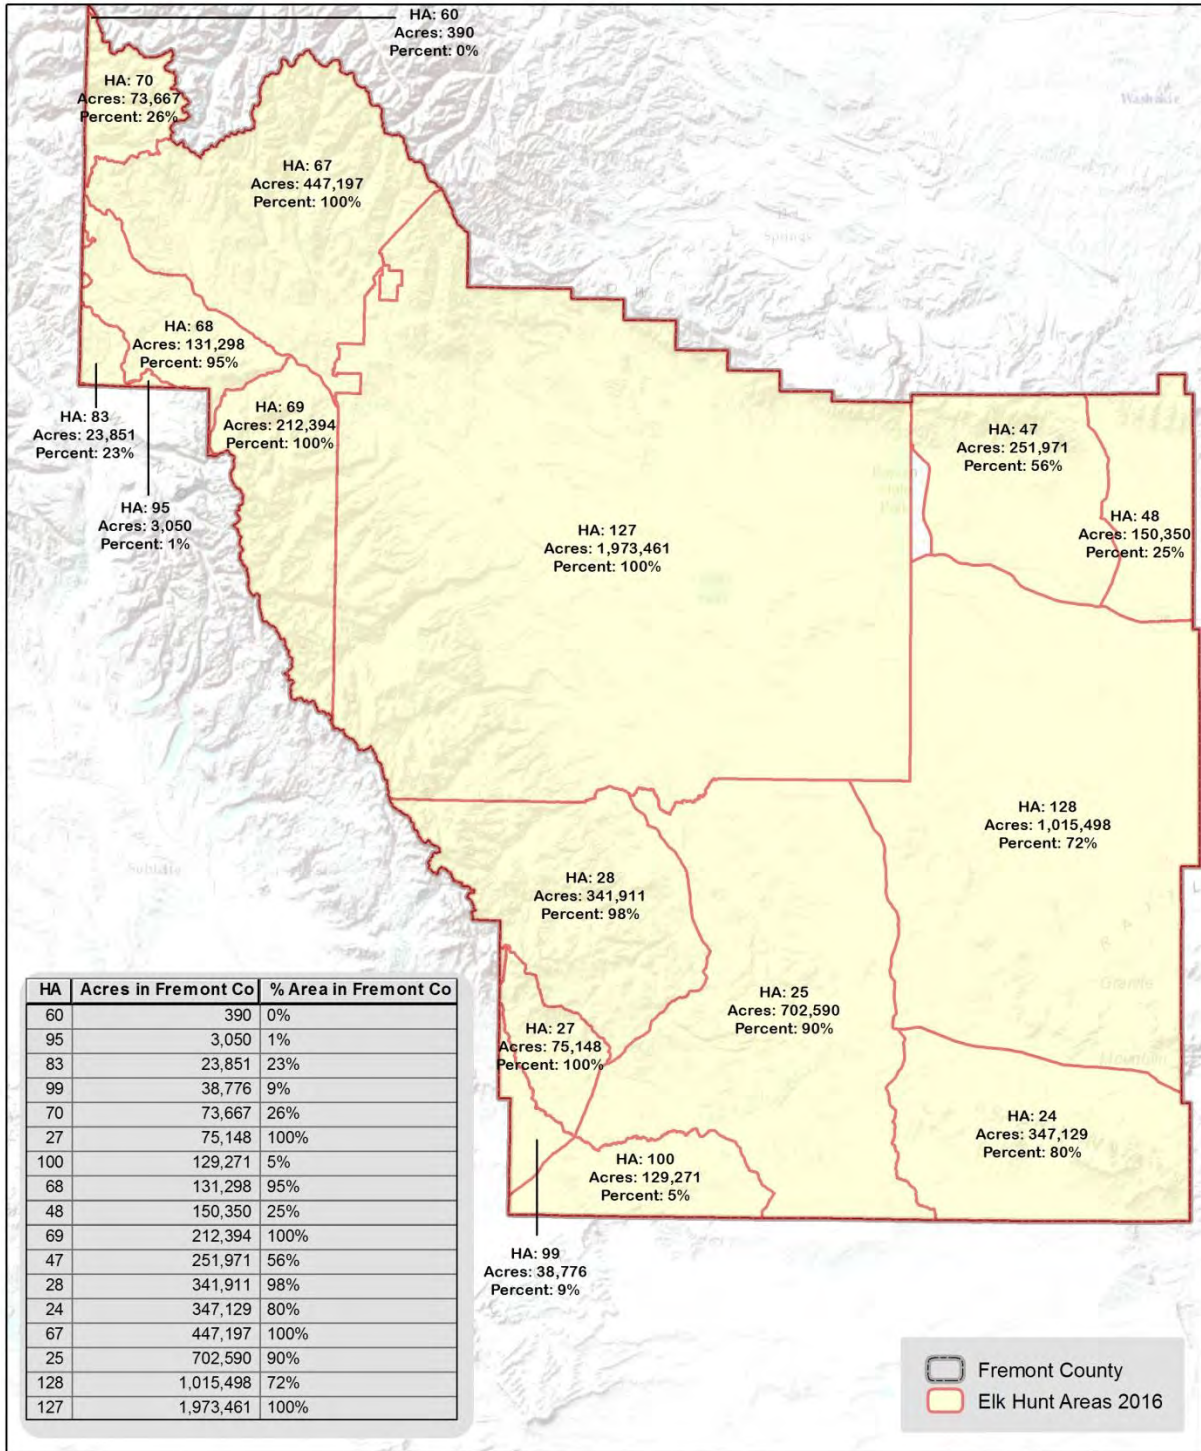 HA: 60
Acres: 390
Percent: 0%
HA: 70
Acres: 73,667
Percent: 26%
Washakie
HA: 67
Acres: 447,197
Percent: 100%
Springs
HA: 68
Acres: 131,298
Percent: 95%
HA: 83
Acres: 23,851
Percent: 23%
HA: 69
Acres: 212,394
Percent: 100%
HA: 95
Acres: 3,050
Percent: 1%
HA: 47
Acres: 251,971
Percent: 56%
HA: 48
Acres: 150,350
Percent: 25%
HA: 127
Acres: 1,973,461
Percent: 100%
HA: 128
Acres: 1,015,498
Percent: 72%
Sublette
HA: 28
Acres: 341,911
Percent: 98%
HA: 25
Acres: 702,590
Percent: 90%
Granite
Mountain
HA: 27
Acres: 75,148
Percent: 100%
HA: 24
Acres: 347,129
Percent: 80%
HA: 100
Acres: 129,271
Percent: 5%
HA: 99
Acres: 38,776
Percent: 9%
HA Acres in Fremont Co % Area in Fremont Co
60 390 0%
95 3,050 1%
83 23,851 23%
99 38,776 9%
70 73,667 26%
27 75,148 100%
100 129,271 5%
68 131,298 95%
48 150,350 25%
69 212,394 100%
47 251,971 56%
28 341,911 98%
24 347,129 80%
67 447,197 100%
25 702,590 90%
128 1,015,498 72%
127 1,973,461 100%
Fremont County
Elk Hunt Areas 2016